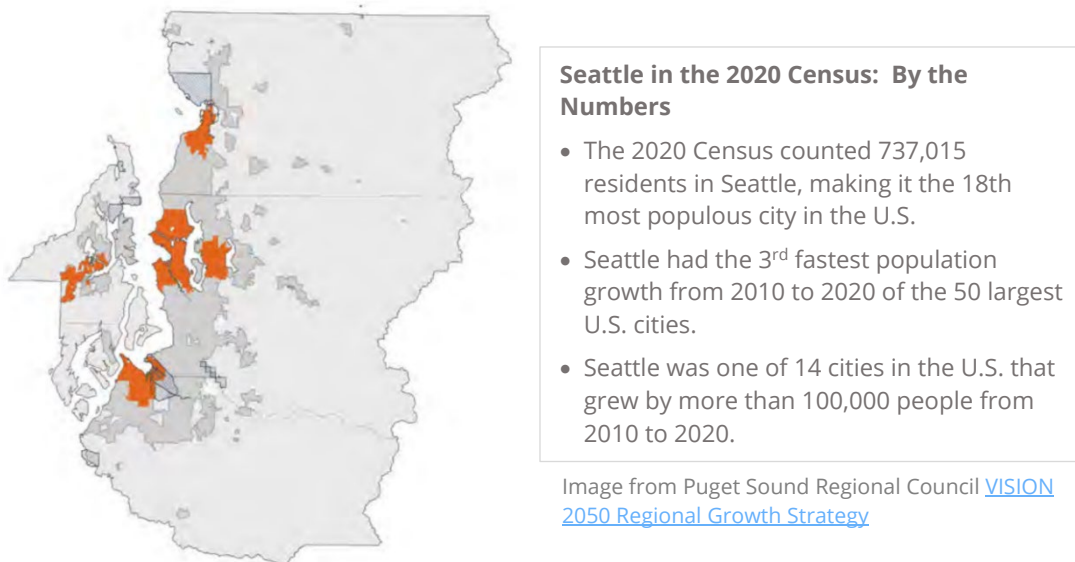 Seattle in the 2020 Census:  By the
Numbers
• The 2020 Census counted 737,015
residents in Seattle, making it the 18th
most populous city in the U.S.
• Seattle had the 3rd fastest population
growth from 2010 to 2020 of the 50 largest
U.S. cities.
• Seattle was one of 14 cities in the U.S. that
grew by more than 100,000 people from
2010 to 2020.
Image from Puget Sound Regional Council VISION
2050 Regional Growth Strategy